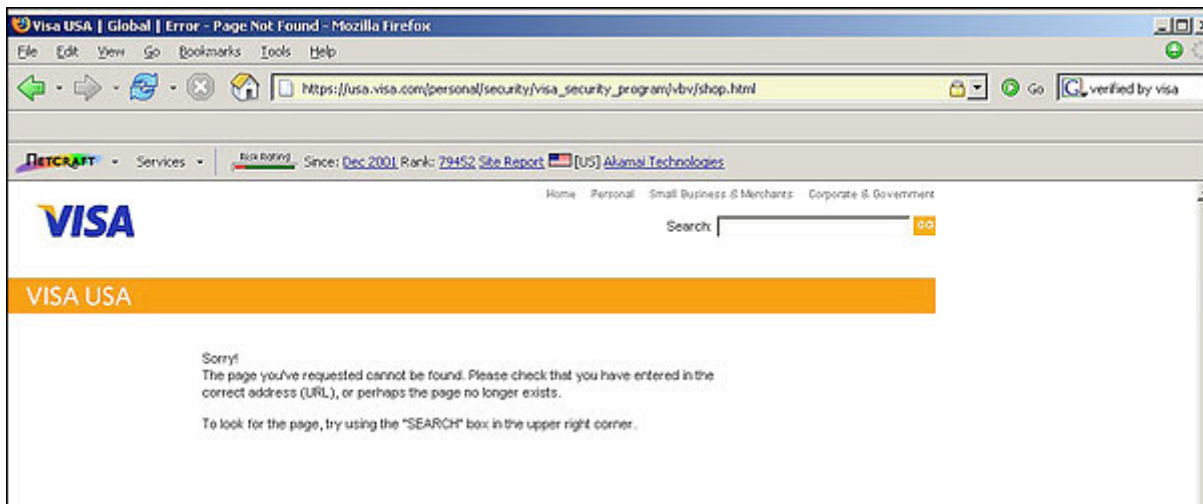 Visa USA | Global | Error - Page Not Found - Mozilla Firefox
File Edit View Go Bookmarks Tools Help
https://usa.visa.com/personal/security/visa_security_program/vbv/shop.html Go G verified by visa
NETCRAFT Services Risk Rating Since: Dec 2001 Rank: 79452 Site Report [US] Akamai Technologies
Home Personal Small Business & Merchants Corporate & Government
VISA
Search: GO
VISA USA
Sorry!
The page you've requested cannot be found. Please check that you have entered in the
correct address (URL), or perhaps the page no longer exists.
To look for the page, try using the "SEARCH" box in the upper right corner.